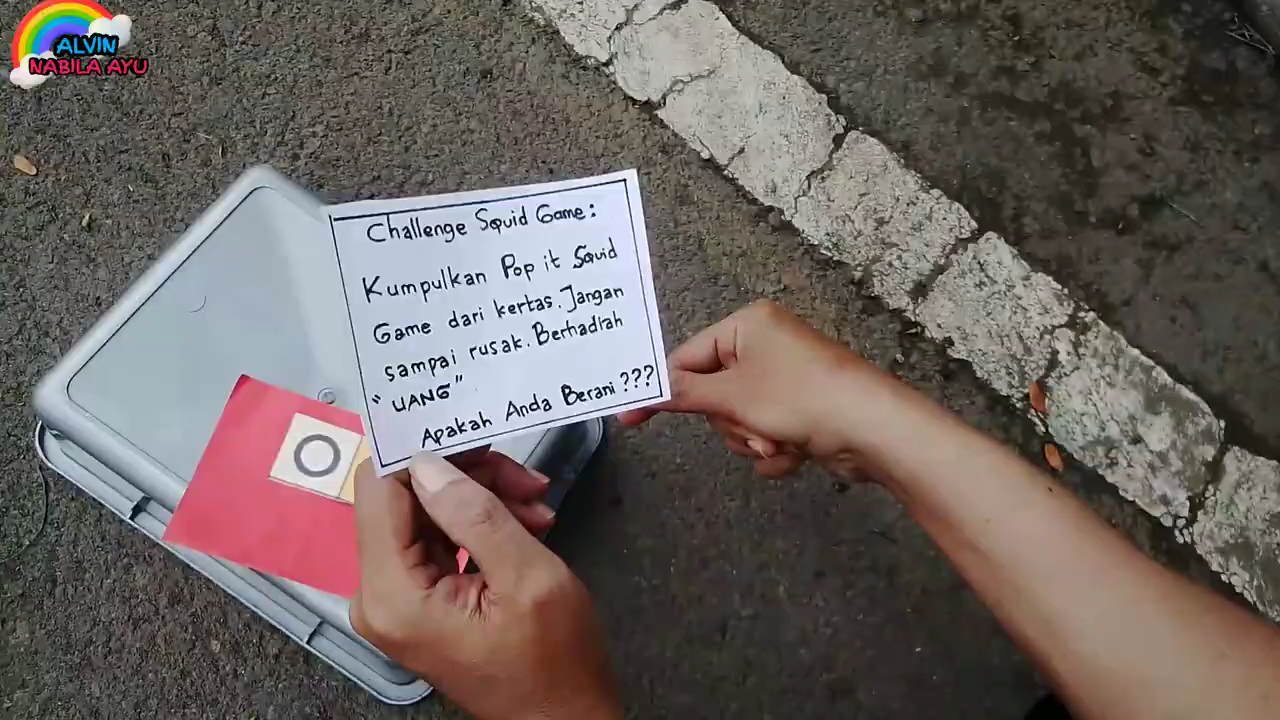 ALVIN
NABILA AYU
Challenge Squid Game:
Kumpulkan Pop it Squid
Game dari kertas. Jangan
sampai rusak. Berhadiah
"UANG"
Apakah Anda Berani ???